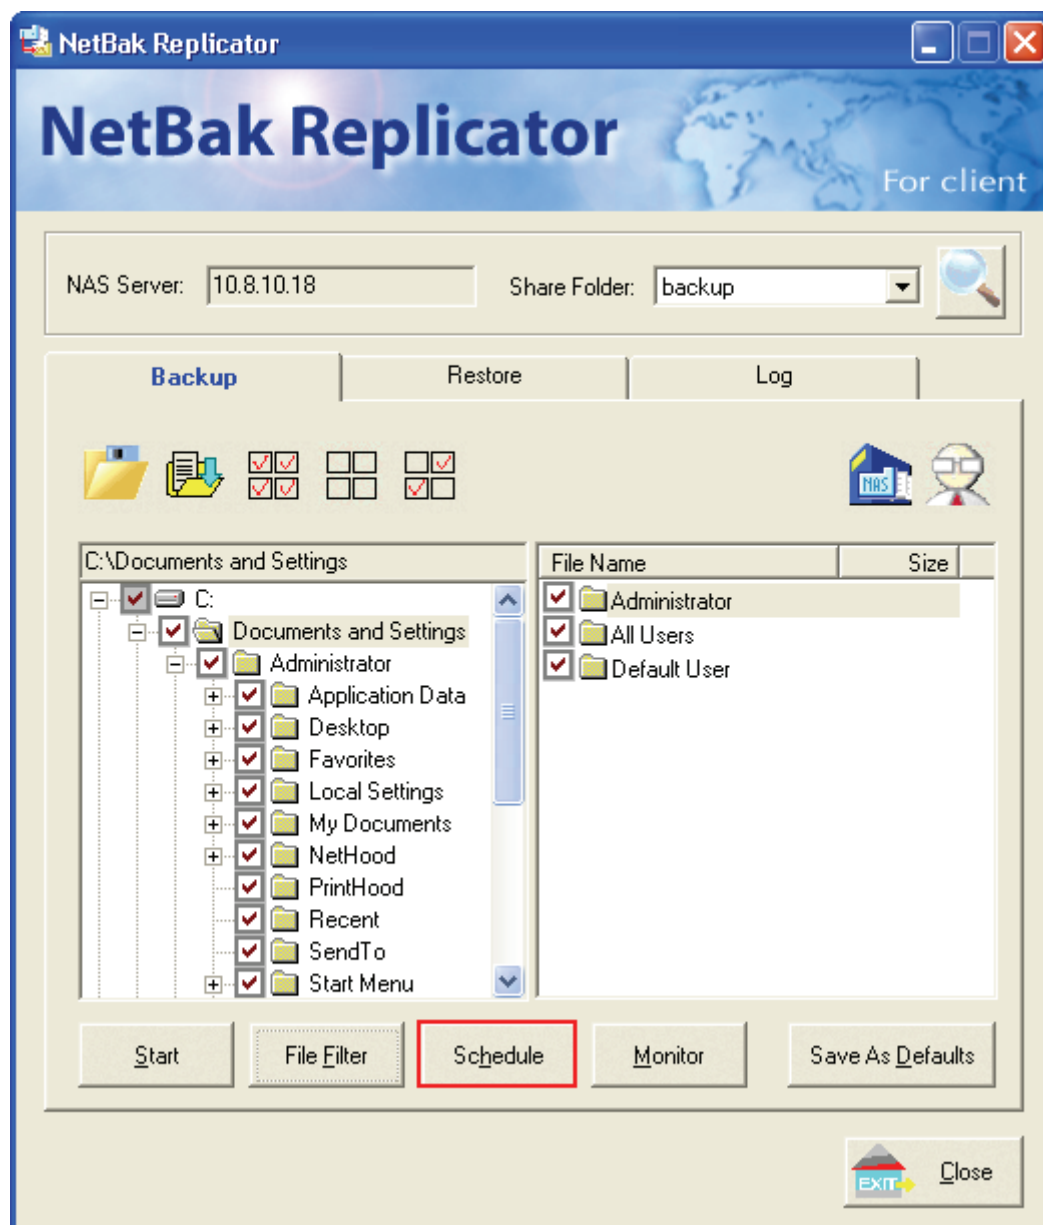 NetBak Replicator
NetBak Replicator
For client
NAS Server: 10.8.10.18 Share Folder: backup
Backup Restore Log
NAS
C:\Documents and Settings
File Name Size
C:
Documents and Settings
Administrator
Application Data
Desktop
Favorites
Local Settings
My Documents
NetHood
PrintHood
Recent
SendTo
Start Menu
Administrator
All Users
Default User
Start File Filter Schedule Monitor Save As Defaults
EXIT Close